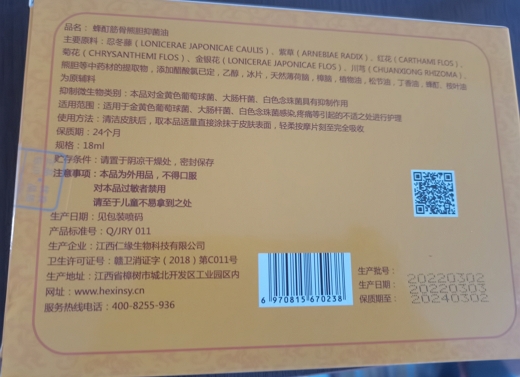 品名：蟾酊筋骨熊胆抑菌油
主要原料：忍冬藤（LONICERAE JAPONICAE CAULIS）、紫草（ARNEBIAE RADIX）、红花（CARTHAMI FLOS）、
菊花（CHRYSANTHEMI FLOS）、金银花（LONICERAE JAPONICAE FLOS）、川芎（CHUANXIONG RHIZOMA）、
熊胆等中药材的提取物，添加醋酸氯已定，乙醇，冰片，天然薄荷脑，樟脑，植物油，松节油，丁香油，蟾酥，桉叶油
为原辅料
抑制微生物类别：本品对金黄色葡萄球菌、大肠杆菌、白色念珠菌具有抑制作用
适用范围：适用于金黄色葡萄球菌、大肠杆菌、白色念珠菌感染,疼痛等引起的不适之处进行护理
使用方法：清洁皮肤后，取本品适量直接涂抹于皮肤表面，轻柔按摩片刻至完全吸收
保质期：24个月
规格：18ml
贮存条件：请置于阴凉干燥处，密封保存
注意事项：本品为外用品，不得口服
对本品过敏者禁用
请至于儿童不易拿到之处
生产日期：见包装喷码
产品标准号：Q/JRY 011
生产企业：江西仁缘生物科技有限公司
卫生许可证号：赣卫消证字（2018）第C011号
生产地址：江西省樟树市城北开发区工业园区内
网址：www.hexinsy.cn
服务热线电话：400-8255-936
6 970815 670238
生产批号：20220302
生产日期：20220303
保质期至：20240302